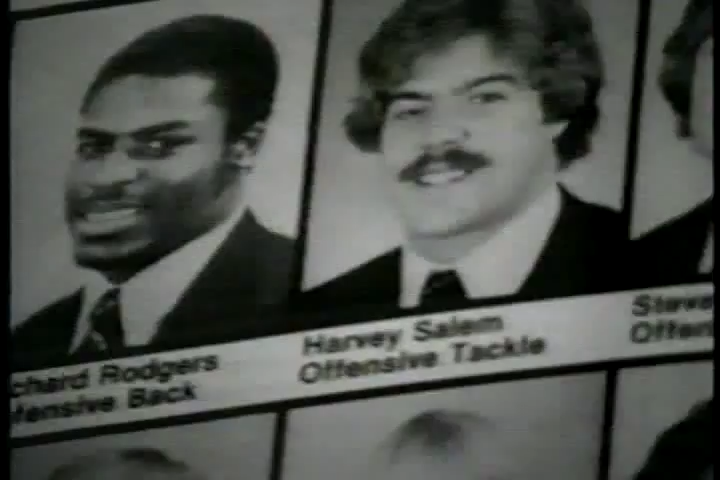 chard Rodgers
fensive Back
Harvey Salem
Offensive Tackle
Steve
Offen